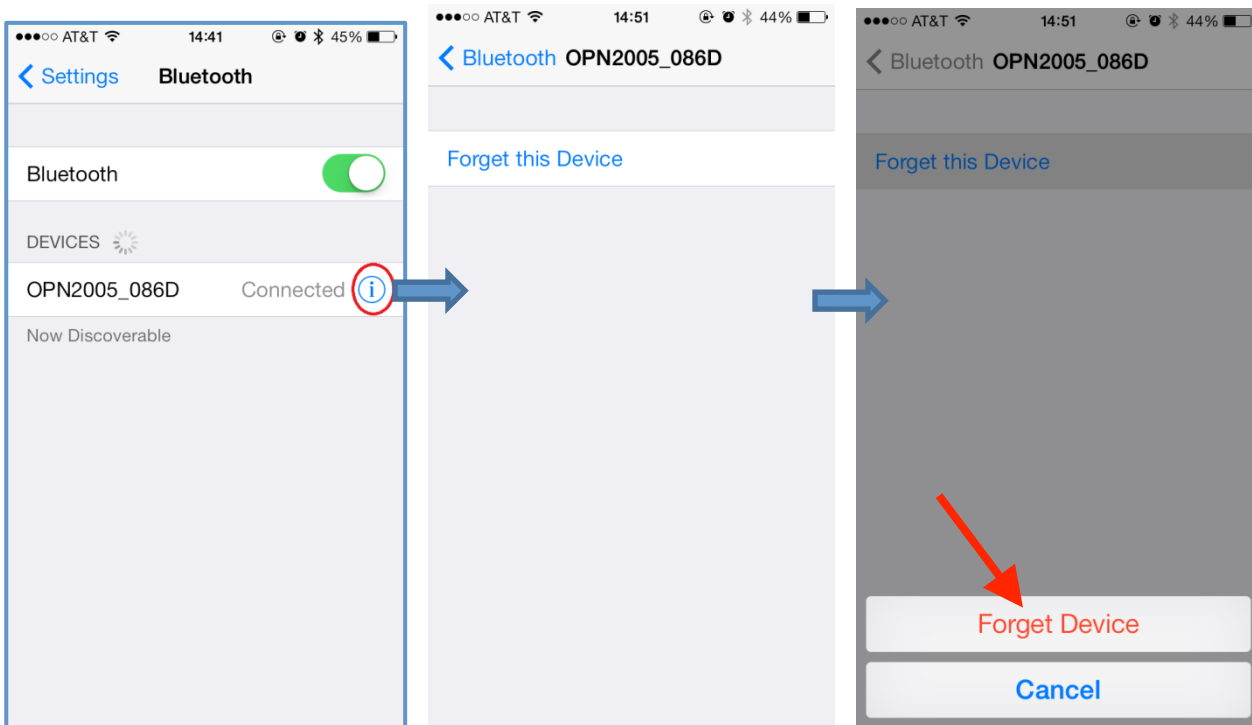 AT&T 14:41 45%
Settings Bluetooth
Bluetooth
DEVICES
OPN2005_086D Connected i
Now Discoverable
AT&T 14:51 44%
Bluetooth OPN2005_086D
Forget this Device
AT&T 14:51 44%
Bluetooth OPN2005_086D
Forget this Device
Forget Device
Cancel